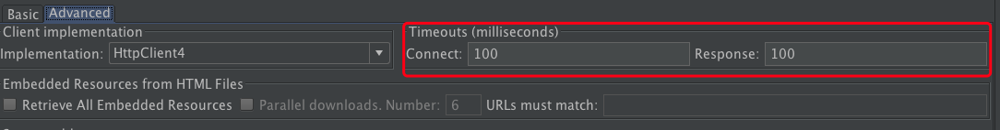 Basic Advanced
Client implementation Timeouts (milliseconds)
Implementation: HttpClient4 Connect: 100 Response: 100
Embedded Resources from HTML Files
Retrieve All Embedded Resources Parallel downloads. Number: 6 URLs must match: